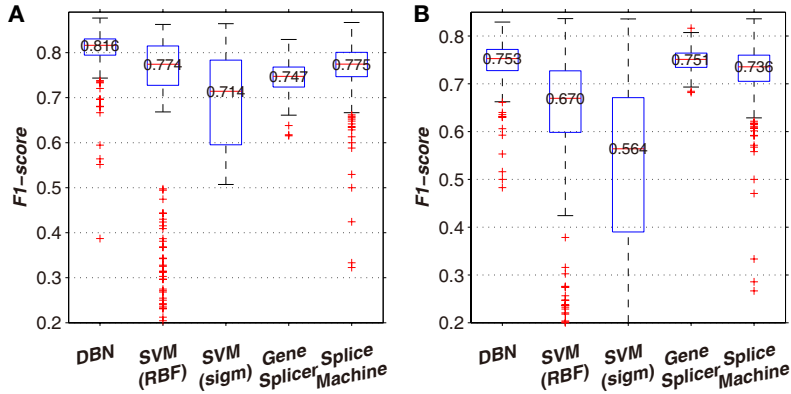 A
F1-score
0.8
0.7
0.6
0.5
0.4
0.3
0.2
0.816
0.774
0.714
0.747
0.775
DBN
SVM
(RBF)
SVM
(sigm)
Gene
Splicer
Splice
Machine
B
F1-score
0.8
0.7
0.6
0.5
0.4
0.3
0.2
0.753
0.670
0.564
0.751
0.736
DBN
SVM
(RBF)
SVM
(sigm)
Gene
Splicer
Splice
Machine